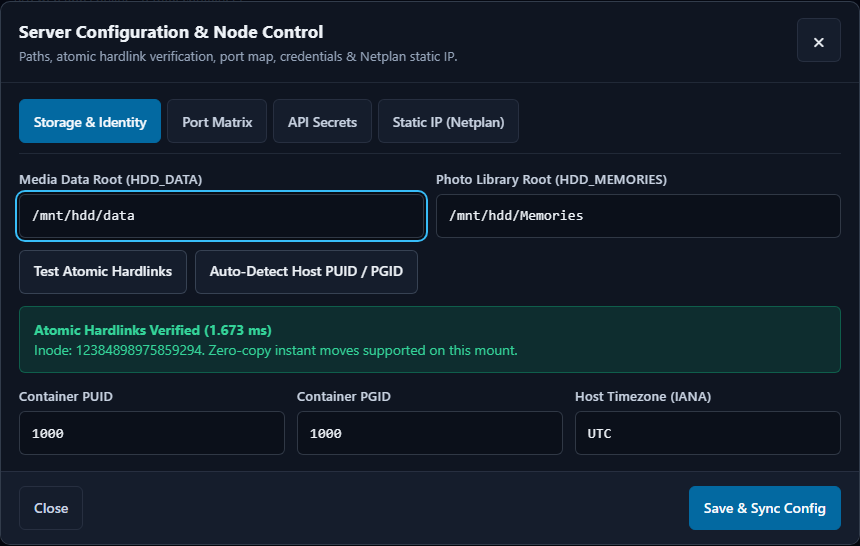 Server Configuration & Node Control
Paths, atomic hardlink verification, port map, credentials & Netplan static IP.
×
Storage & Identity
Port Matrix
API Secrets
Static IP (Netplan)
Media Data Root (HDD_DATA)
Photo Library Root (HDD_MEMORIES)
/mnt/hdd/data
/mnt/hdd/Memories
Test Atomic Hardlinks
Auto-Detect Host PUID / PGID
Atomic Hardlinks Verified (1.673 ms)
Inode: 12384898975859294. Zero-copy instant moves supported on this mount.
Container PUID
Container PGID
Host Timezone (IANA)
1000
1000
UTC
Close
Save & Sync Config